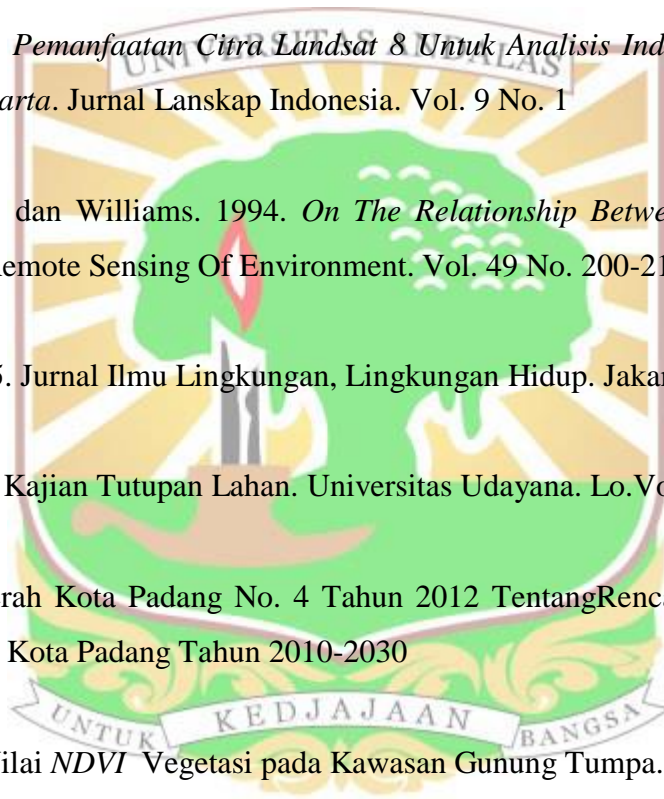 Pemanfaatan Citra Landsat 8 Untuk Analisis Ind
UNIVERSITAS ANDALAS
arta. Jurnal Lanskap Indonesia. Vol. 9 No. 1
dan Williams. 1994. On The Relationship Betwe
Remote Sensing Of Environment. Vol. 49 No. 200-21
5. Jurnal Ilmu Lingkungan, Lingkungan Hidup. Jakar
Kajian Tutupan Lahan. Universitas Udayana. Lo.Vo
rah Kota Padang No. 4 Tahun 2012 TentangRenca
Kota Padang Tahun 2010-2030
UNTUK KEDJAJAAN BANGSA
Nilai NDVI Vegetasi pada Kawasan Gunung Tumpa.